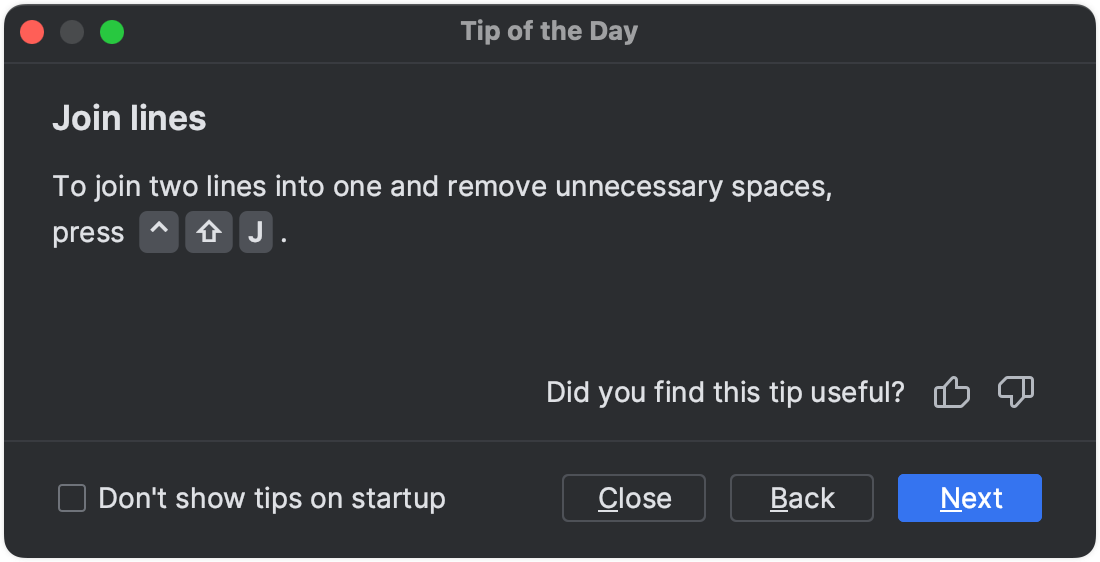 Tip of the Day
Join lines
To join two lines into one and remove unnecessary spaces,
press ^ ⇧ J .
Did you find this tip useful?
Don't show tips on startup
Close
Back
Next